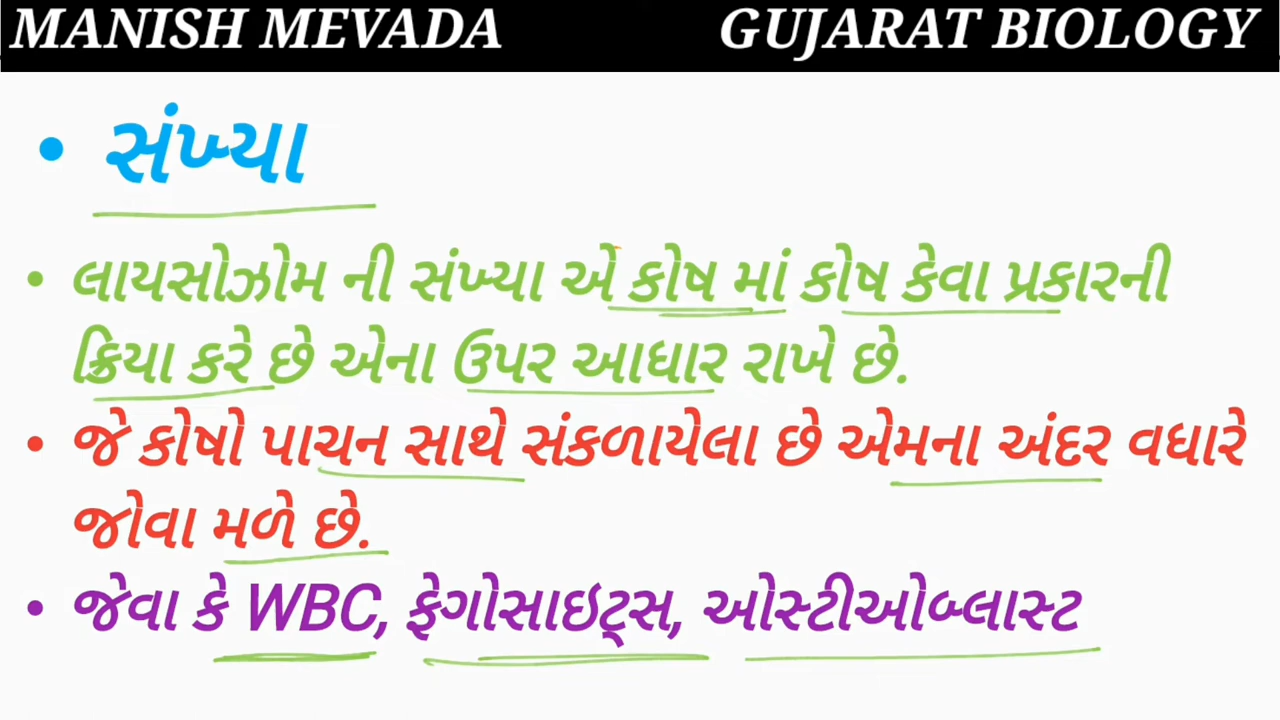 MANISH MEVADA GUJARAT BIOLOGY
• સંખ્યા
• લાયસોઝોમ ની સંખ્યા એ કોષ માં કોષ કેવા પ્રકારની
ક્રિયા કરે છે એના ઉપર આધાર રાખે છે.
• જે કોષો પાચન સાથે સંકળાયેલા છે એમના અંદર વધારે
જોવા મળે છે.
• જેવા કે WBC, ફેગોસાઇટ્સ, ઓસ્ટીઓબ્લાસ્ટ